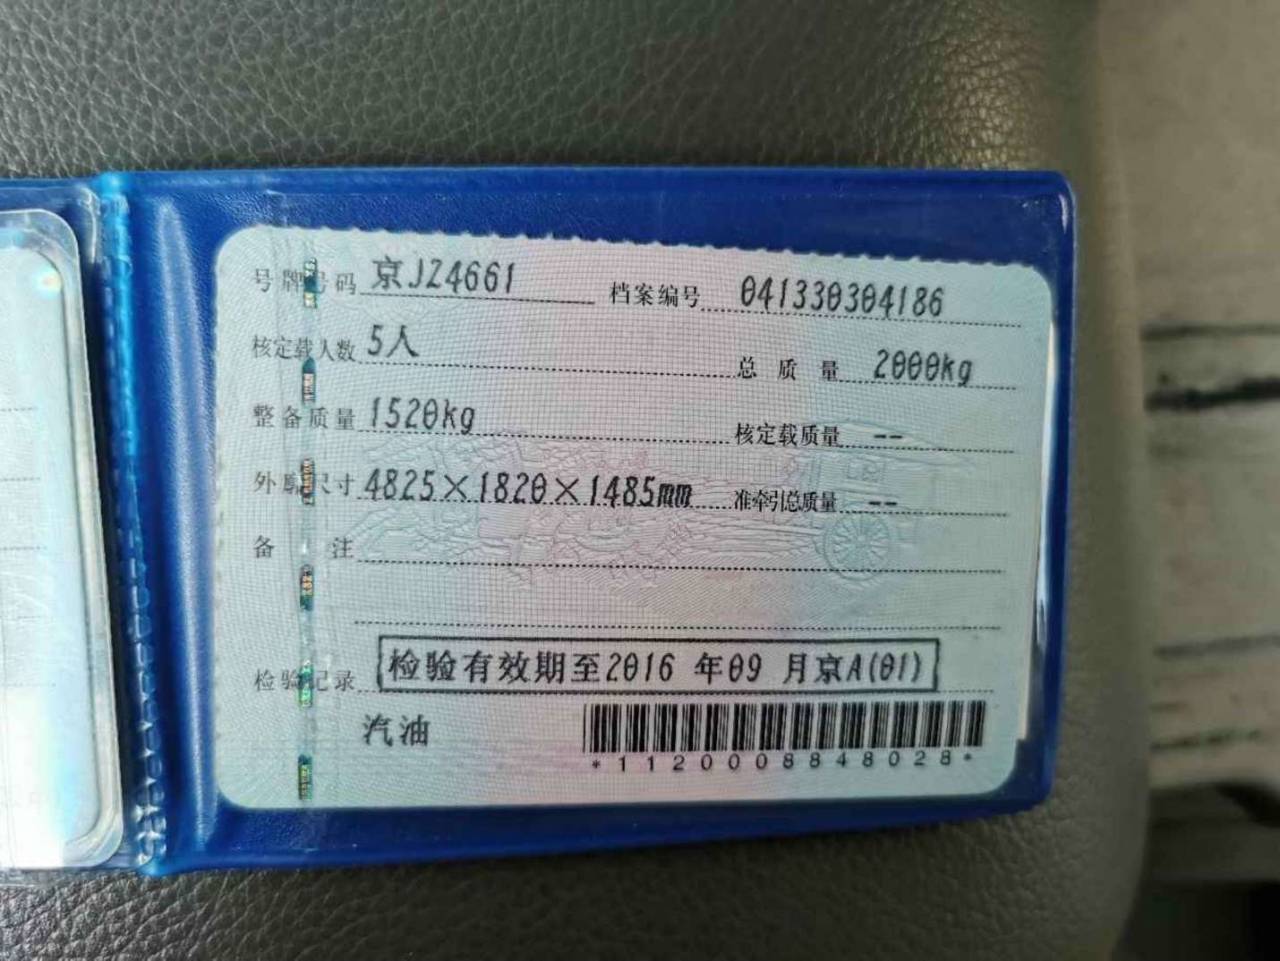 号牌号码 京JZ4661 档案编号 041330304186
核定载人数 5人 总质量 2000kg
整备质量 1520kg 核定载质量 --
外廓尺寸 4825×1820×1485mm 准牵引总质量 --
备注
检验记录 检验有效期至2016 年09 月京A(01)
汽油
*1120008848028*